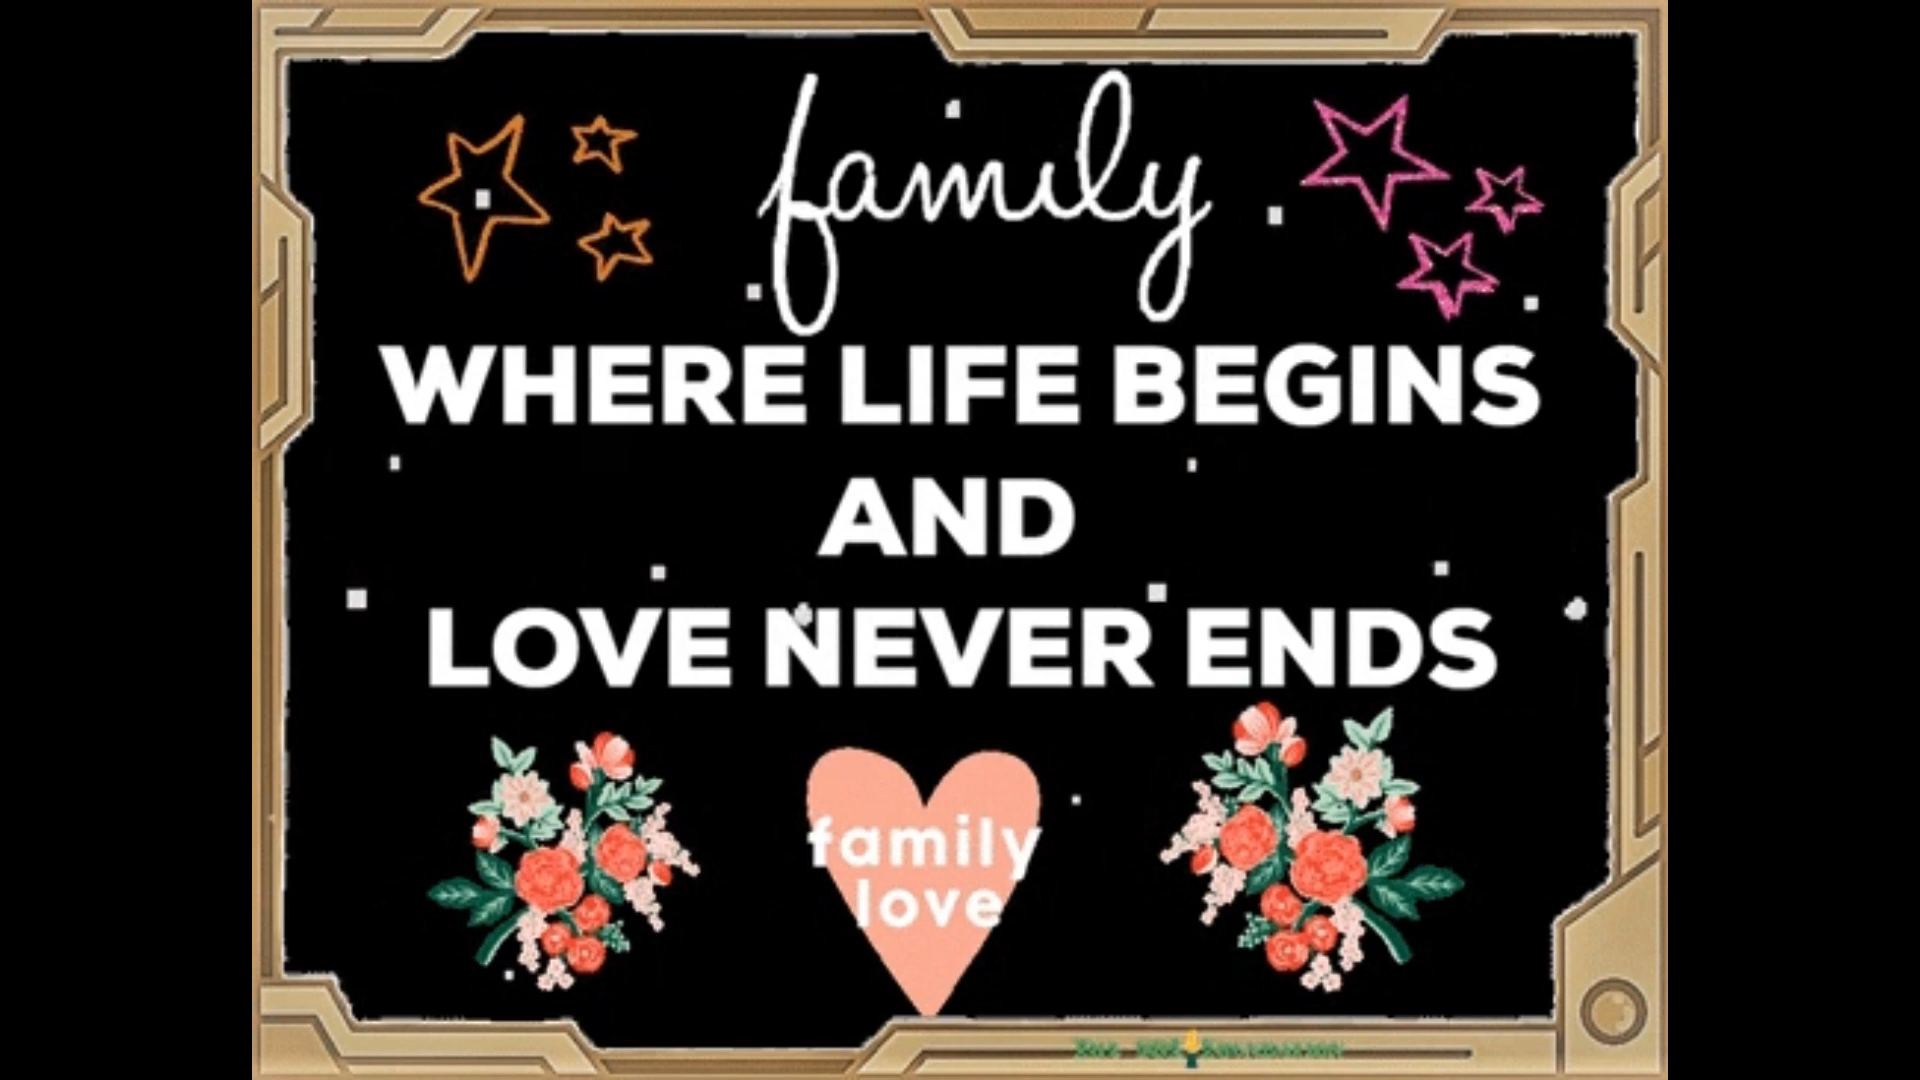 family
WHERE LIFE BEGINS
AND
LOVE NEVER ENDS
family
love